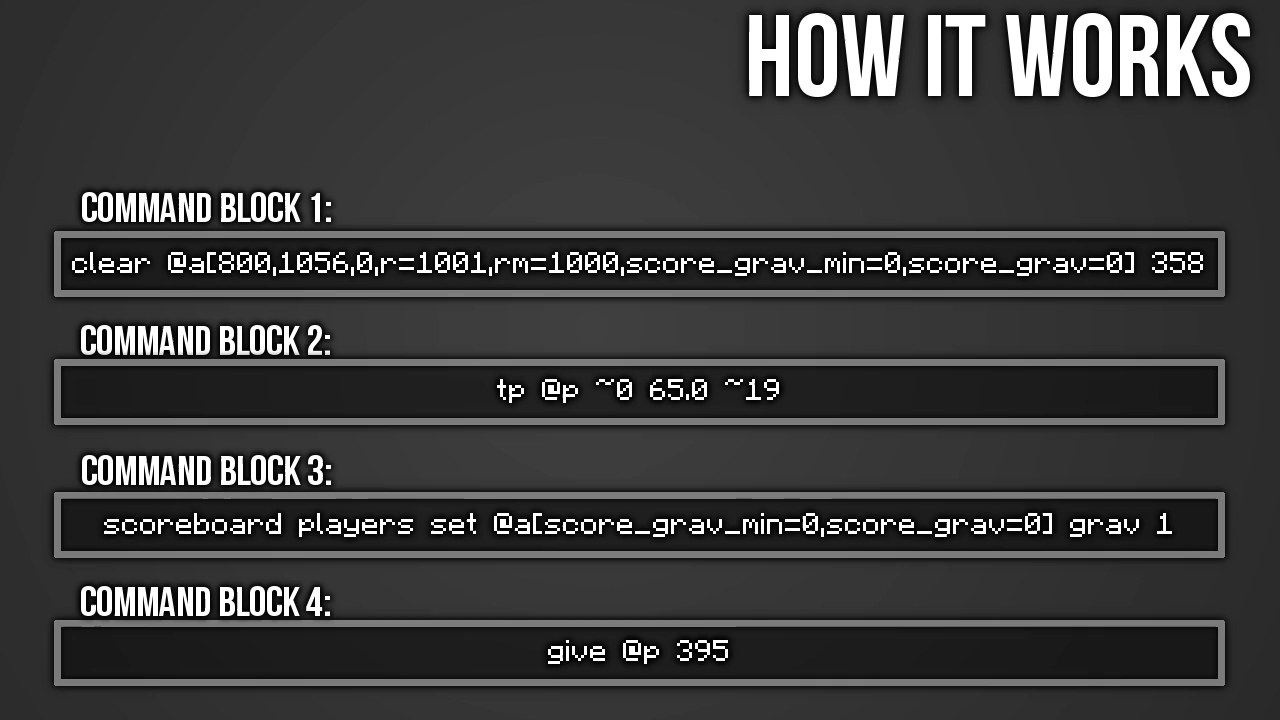 HOW IT WORKS
COMMAND BLOCK 1:
clear @a[800,1056,0,r=1001,rm=1000,score_grav_min=0,score_grav=0] 358
COMMAND BLOCK 2:
tp @p ~0 65.0 ~19
COMMAND BLOCK 3:
scoreboard players set @a[score_grav_min=0,score_grav=0] grav 1
COMMAND BLOCK 4:
give @p 395